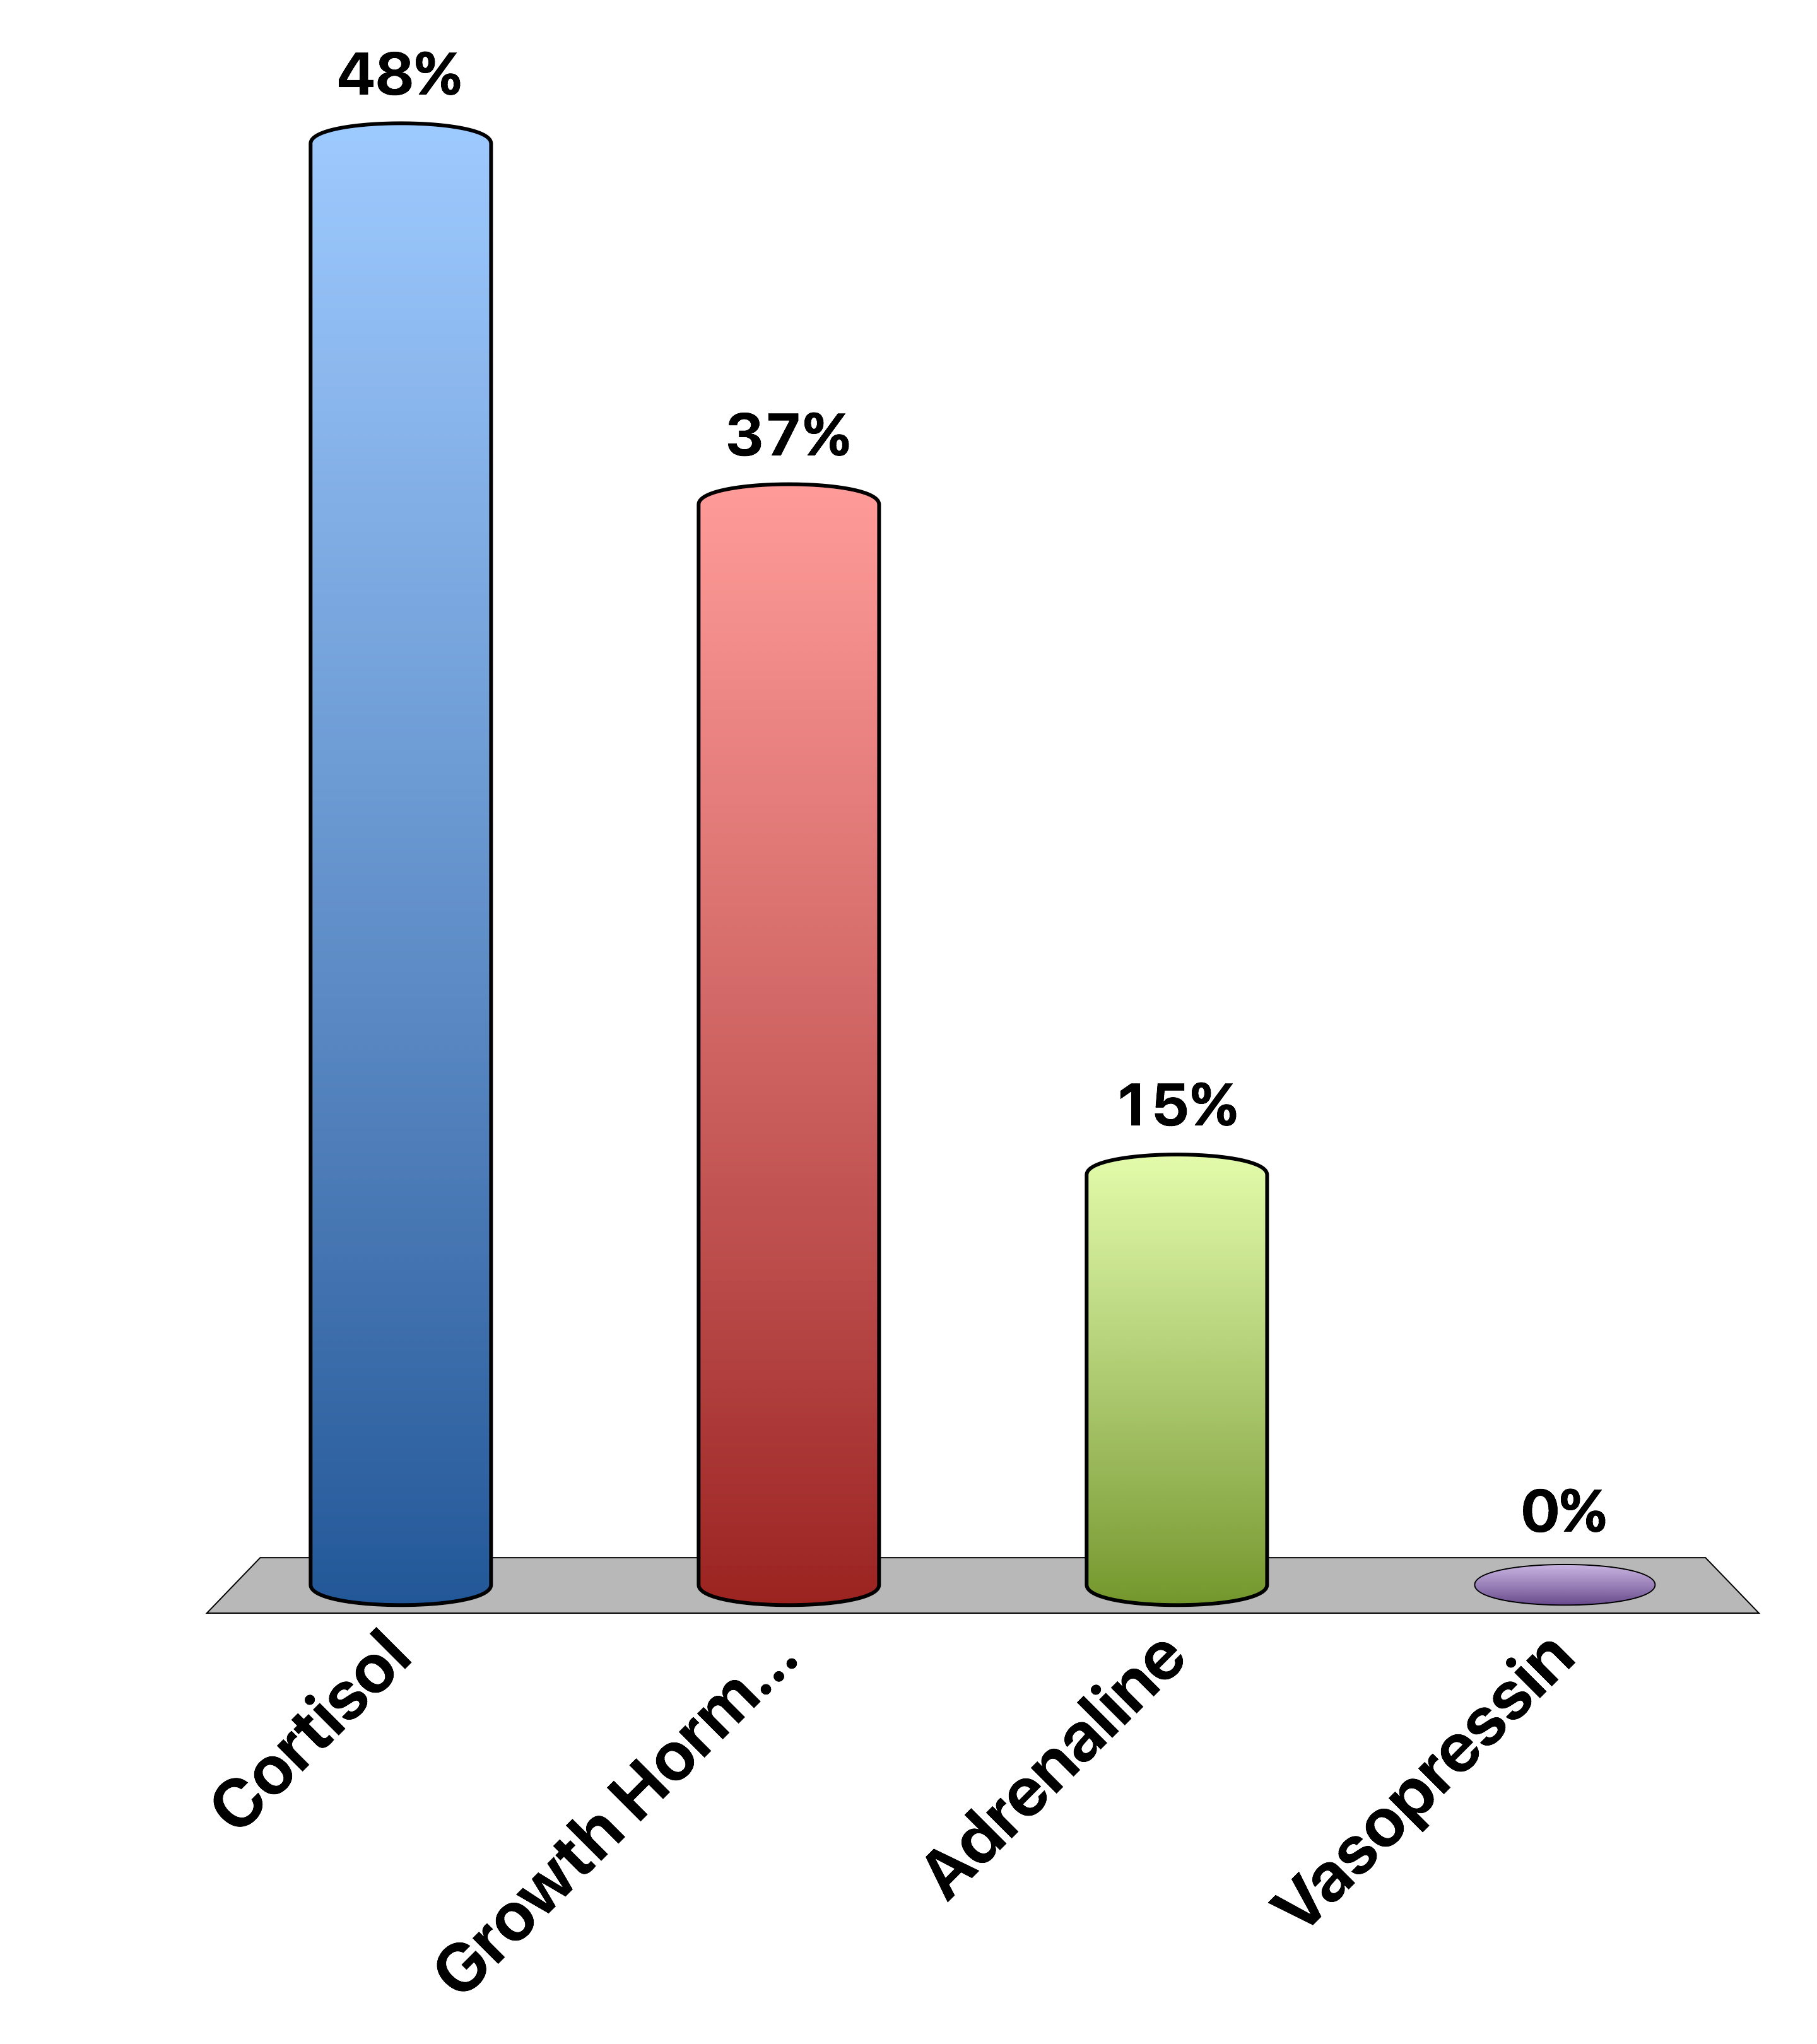 48%
37%
15%
0%
Cortisol
Growth Horm...
Adrenaline
Vasopressin